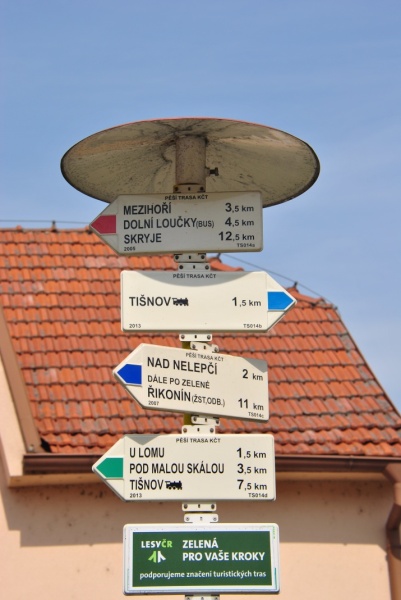 PĚŠÍ TRASA KČT
MEZIHOŘÍ 3,5 km
DOLNÍ LOUČKY(BUS) 4,5 km
SKRYJE 12,5 km
2005 TS014c
PĚŠÍ TRASA KČT
TIŠNOV 1,5 km
2013 TS014b
PĚŠÍ TRASA KČT
NAD NELEPČÍ 2 km
DÁLE PO ZELENÉ
ŘIKONÍN(ŽST,ODB.) 11 km
2007 TS014c
PĚŠÍ TRASA KČT
U LOMU 1,5 km
POD MALOU SKÁLOU 3,5 km
TIŠNOV 7,5 km
2013 TS014d
LESYČR ZELENÁ
PRO VAŠE KROKY
podporujeme značení turistických tras